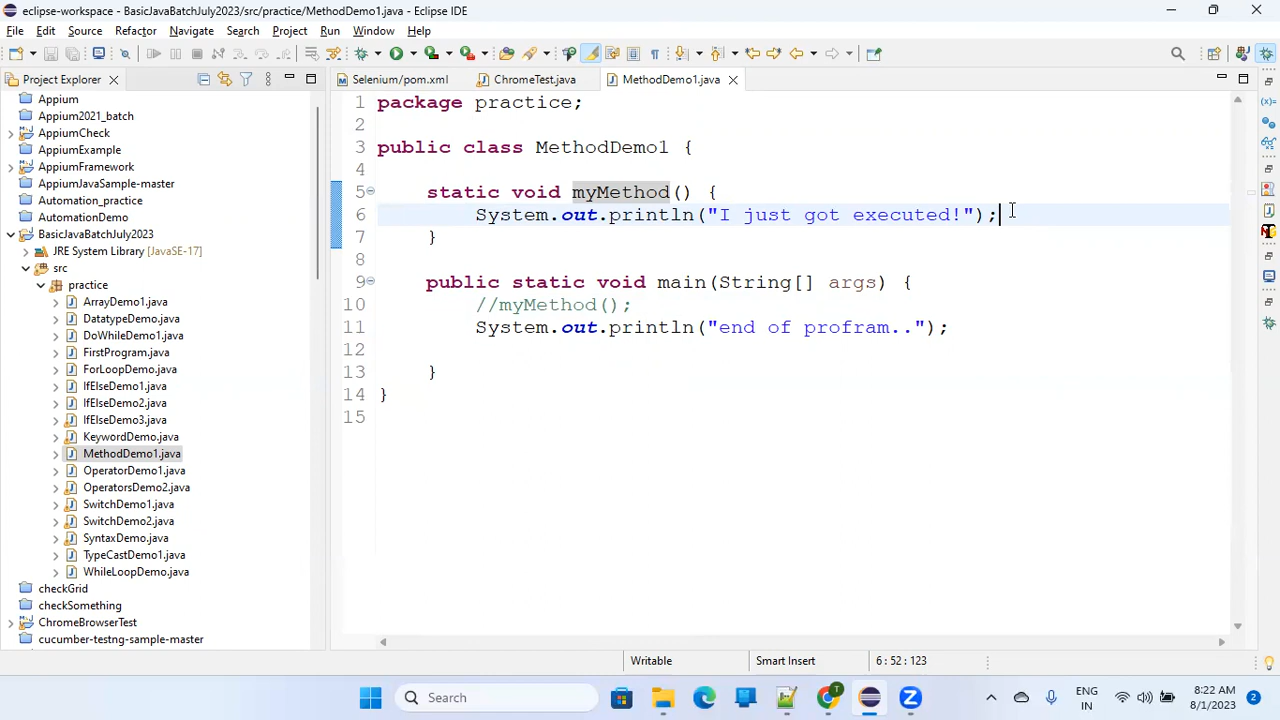 eclipse-workspace - BasicJavaBatchJuly2023/src/practice/MethodDemo1.java - Eclipse IDE
File Edit Source Refactor Navigate Search Project Run Window Help
Project Explorer
Selenium/pom.xml ChromeTest.java MethodDemo1.java
Appium
Appium2021_batch
AppiumCheck
AppiumExample
AppiumFramework
AppiumJavaSample-master
Automation_practice
AutomationDemo
BasicJavaBatchJuly2023
JRE System Library [JavaSE-17]
src
practice
ArrayDemo1.java
DatatypeDemo.java
DoWhileDemo1.java
FirstProgram.java
ForLoopDemo.java
IfElseDemo1.java
IfElseDemo2.java
IfElseDemo3.java
KeywordDemo.java
MethodDemo1.java
OperatorDemo1.java
OperatorsDemo2.java
SwitchDemo1.java
SwitchDemo2.java
SyntaxDemo.java
TypeCastDemo1.java
WhileLoopDemo.java
checkGrid
checkSomething
ChromeBrowserTest
cucumber-testng-sample-master
1 package practice;
2
3 public class MethodDemo1 {
4
5 static void myMethod() {
6 System.out.println("I just got executed!");
7 }
8
9 public static void main(String[] args) {
10 //myMethod();
11 System.out.println("end of profram..");
12
13 }
14 }
15
Writable Smart Insert 6 : 52 : 123
Search
ENG
IN
8:22 AM
8/1/2023
2